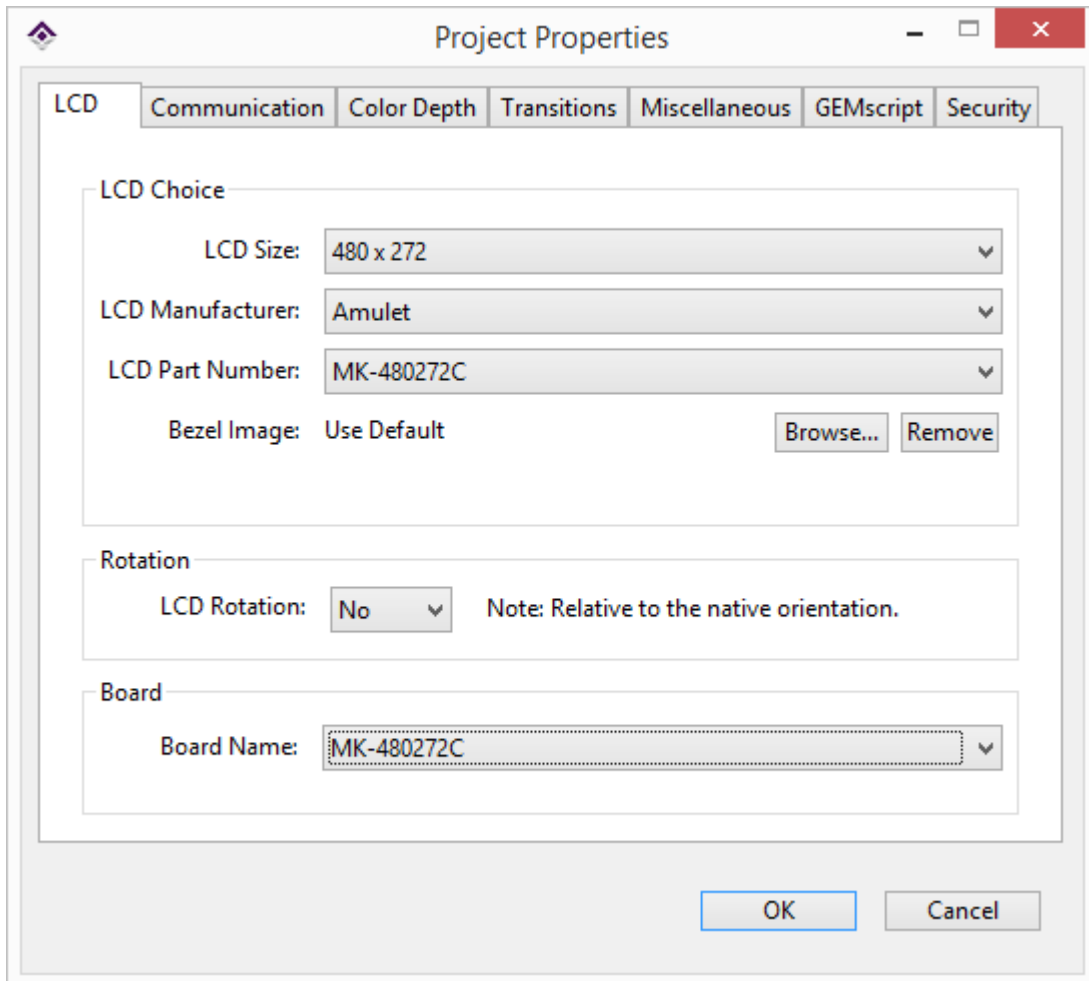 Project Properties
LCD Communication Color Depth Transitions Miscellaneous GEMscript Security
LCD Choice
LCD Size: 480 x 272
LCD Manufacturer: Amulet
LCD Part Number: MK-480272C
Bezel Image: Use Default Browse... Remove
Rotation
LCD Rotation: No Note: Relative to the native orientation.
Board
Board Name: MK-480272C
OK Cancel